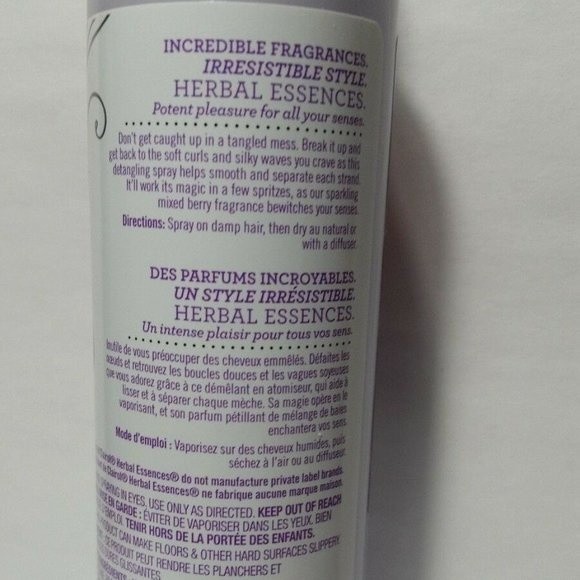 INCREDIBLE FRAGRANCES.
IRRESISTIBLE STYLE.
HERBAL ESSENCES.
Potent pleasure for all your senses.
Don't get caught up in a tangled mess. Break it up and
get back to the soft curls and silky waves you crave as this
detangling spray helps smooth and separate each strand.
It'll work its magic in a few spritzes, as our sparkling
mixed berry fragrance bewitches your senses.
Directions: Spray on damp hair, then dry au natural or
with a diffuser.
DES PARFUMS INCROYABLES.
UN STYLE IRRÉSISTIBLE.
HERBAL ESSENCES.
Un intense plaisir pour tous vos sens.
de vous préoccuper des cheveux emmêlés. Défaites les
nœuds et retrouvez les boucles douces et les vagues soyeuses
que vous adorez grâce à ce démêlant en atomiseur, qui aide à
lisser et à séparer chaque mèche. Sa magie opère en le
vaporisant, et son parfum pétillant de mélange de baies
enchantera vos sens.
Mode d'emploi : Vaporisez sur des cheveux humides, puis
séchez à l'air ou au diffuseur.
Herbal Essences® do not manufacture private label brands.
de Clairol® Herbal Essences® ne fabrique aucune marque maison.
IN EYES, USE ONLY AS DIRECTED. KEEP OUT OF REACH
EN GARDE : ÉVITER DE VAPORISER DANS LES YEUX. BIEN
TENIR HORS DE LA PORTÉE DES ENFANTS.
CAN MAKE FLOORS & OTHER HARD SURFACES SLIPPERY.
PRODUIT PEUT RENDRE LES PLANCHERS ET
GLISSANTES